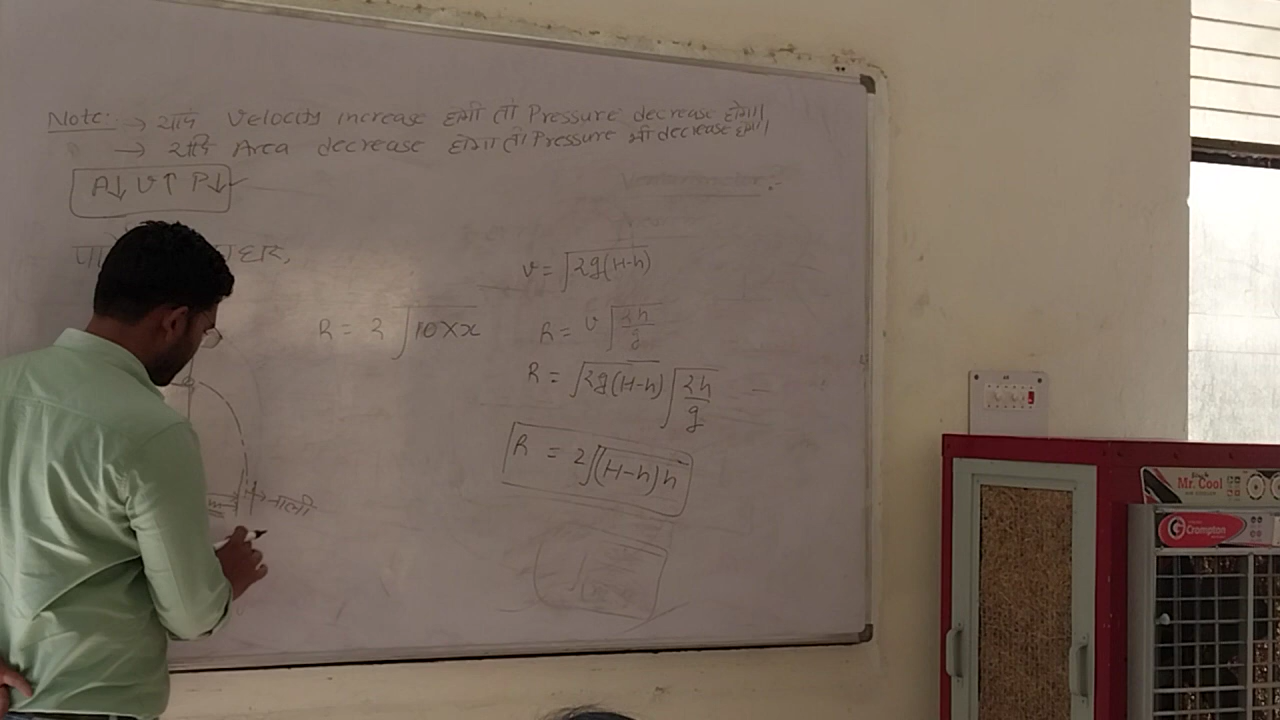 Note: → यदि Velocity increase होगी तो Pressure decrease होगा।
→ यदि Area decrease होगा तो Pressure भी decrease होगा।
A↓ v↑ P↓
v = √2g(H-h)
R = 2 √10×x
R = v √2h/g
R = √2g(H-h) √2h/g
R = 2√(H-h)h
→ नाली
Mr. Cool
Crompton